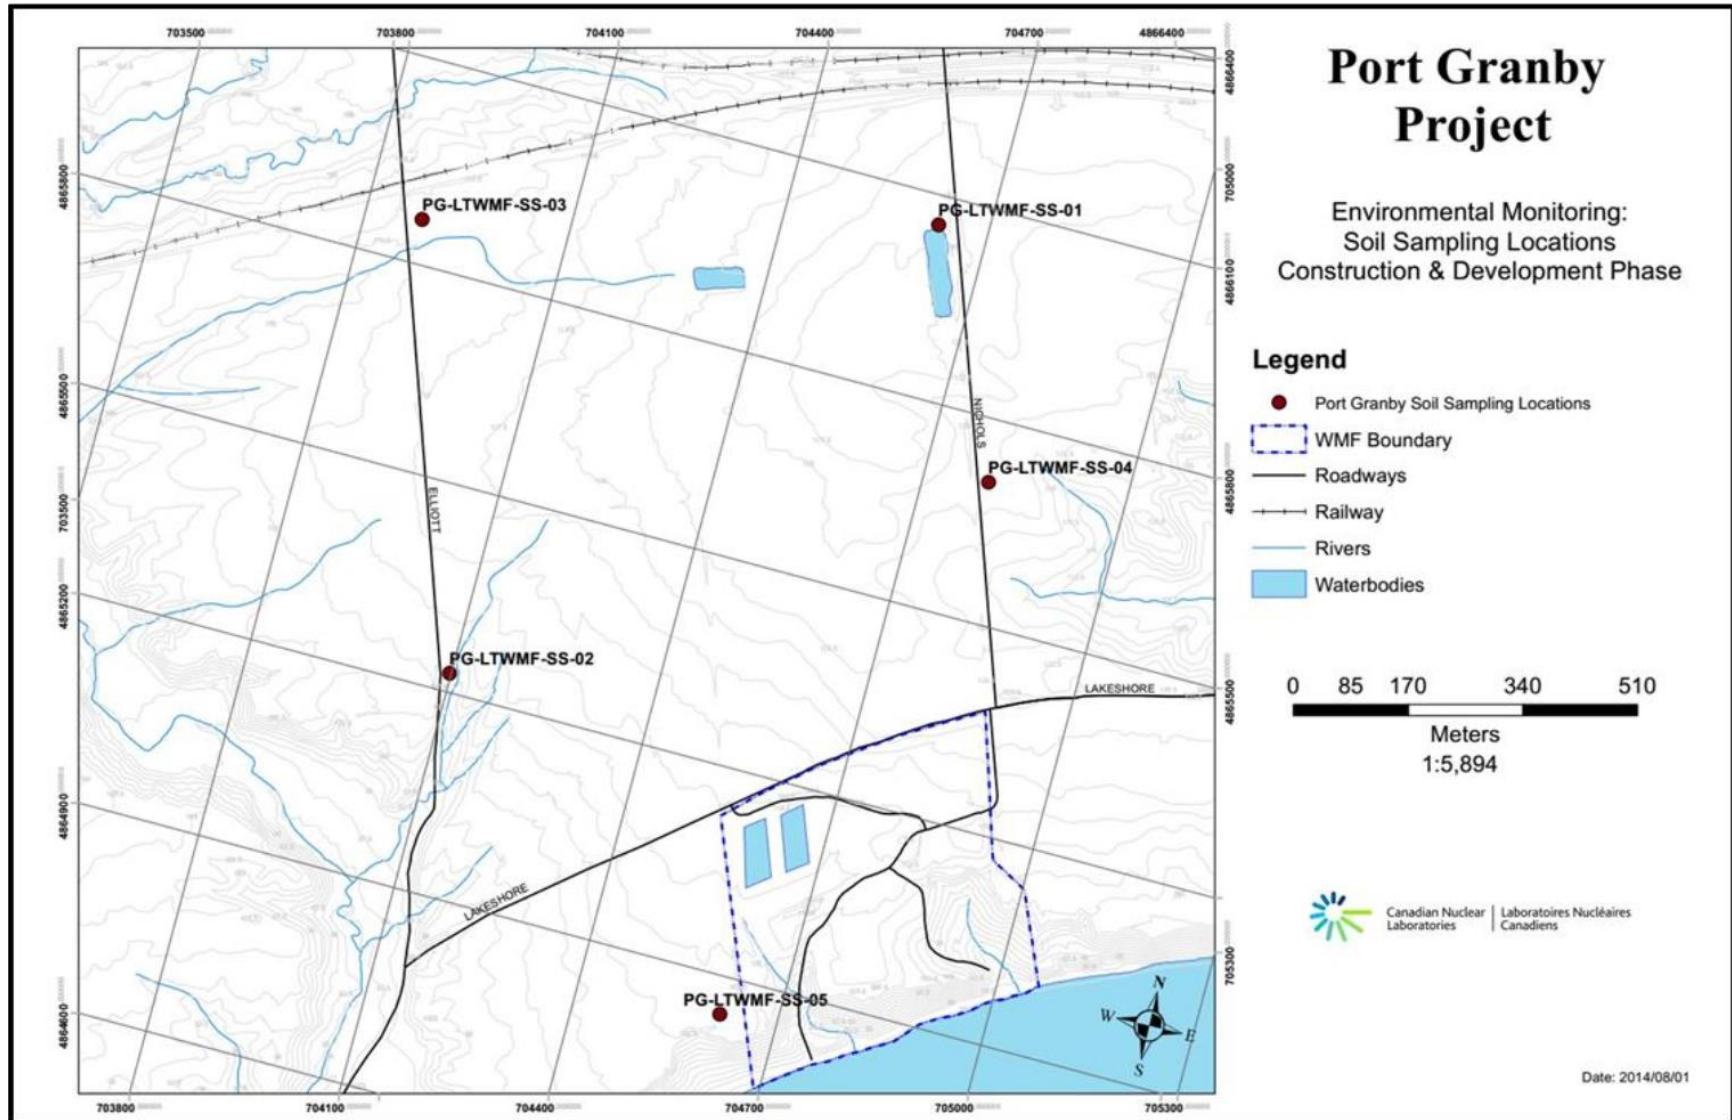 703500
703800
704100
704400
704700
4866400
Port Granby
Project
Environmental Monitoring:
Soil Sampling Locations
Construction & Development Phase
4866400
4865800
705000
PG-LTWMF-SS-03
PG-LTWMF-SS-01
4866100
Legend
Port Granby Soil Sampling Locations
WMF Boundary
Roadways
Railway
Rivers
Waterbodies
4865500
NICHOLS
PG-LTWMF-SS-04
4865800
703500
ELLIOTT
4865200
PG-LTWMF-SS-02
LAKESHORE
4865500
0 85 170 340 510
Meters
1:5,894
4864900
LAKESHORE
Canadian Nuclear
Laboratories
Laboratoires Nucléaires
Canadiens
705300
PG-LTWMF-SS-05
4864600
N
W
E
S
Date: 2014/08/01
703800
704100
704400
704700
705000
705300